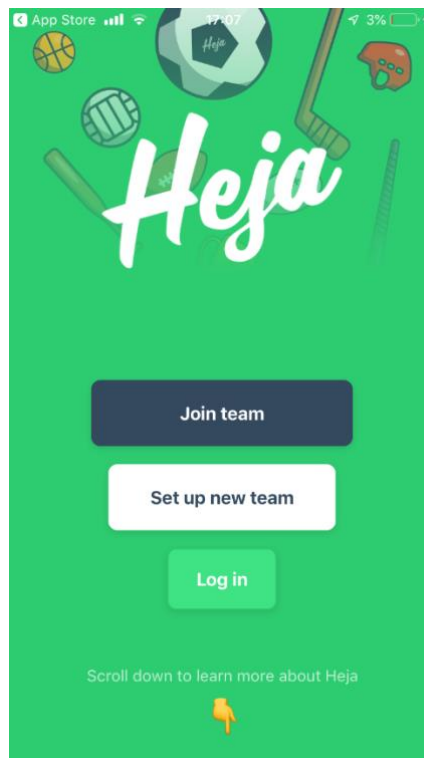 App Store 17:07 3%
Heja
Heja
Join team
Set up new team
Log in
Scroll down to learn more about Heja